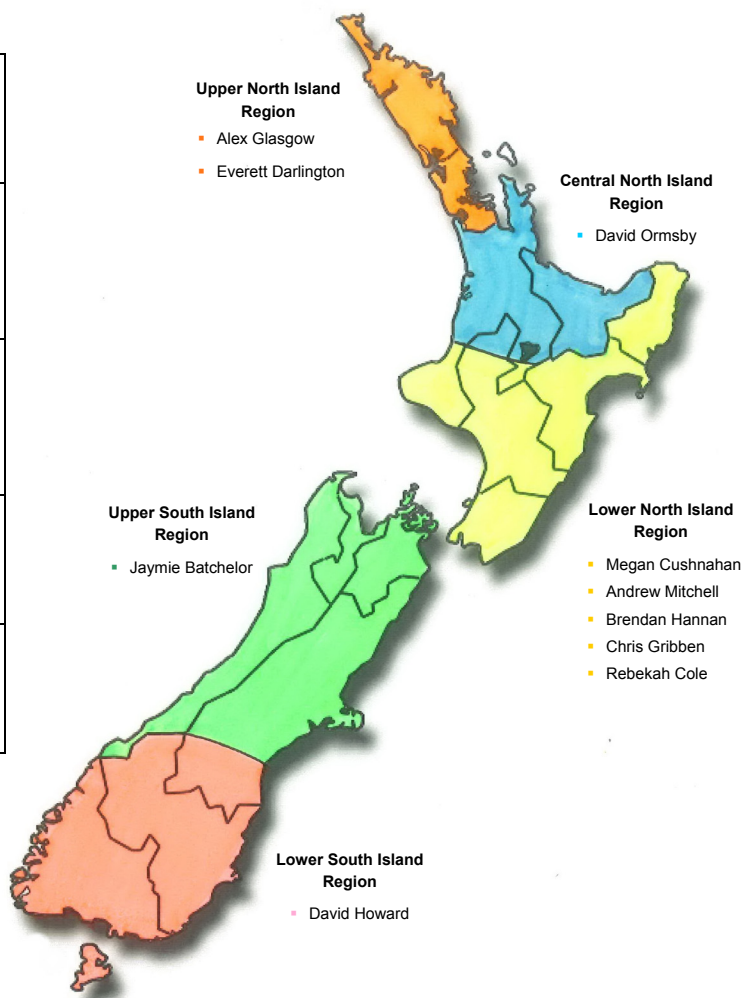 Upper North Island
Region
▪ Alex Glasgow
▪ Everett Darlington
Central North Island
Region
▪ David Ormsby
Upper South Island
Region
▪ Jaymie Batchelor
Lower North Island
Region
▪ Megan Cushnahan
▪ Andrew Mitchell
▪ Brendan Hannan
▪ Chris Gribben
▪ Rebekah Cole
Lower South Island
Region
▪ David Howard